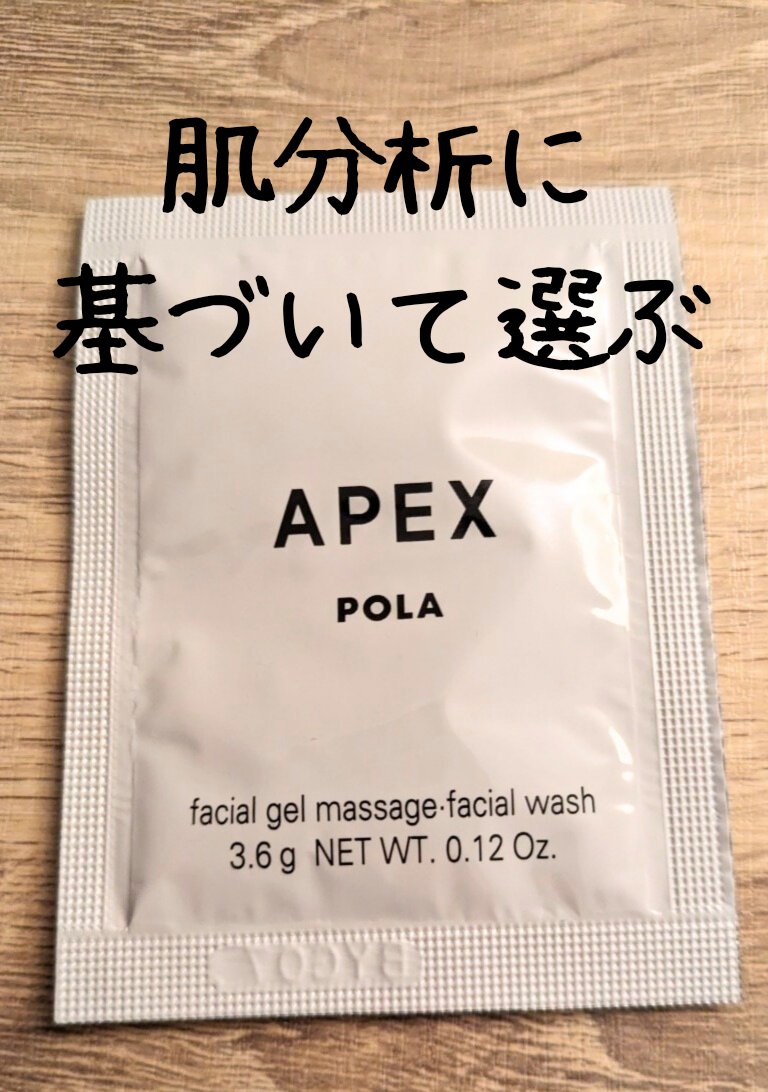 肌分析に
基づいて選ぶ
APEX
POLA
facial gel massage·facial wash
3.6 g NET WT. 0.12 Oz.